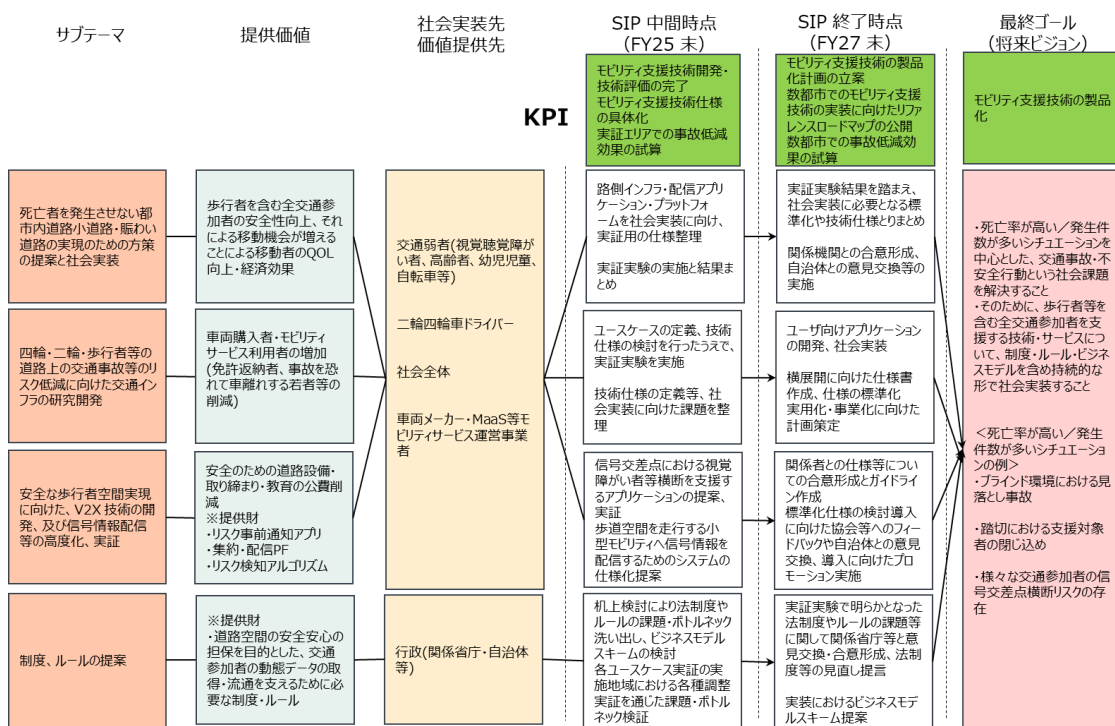 サブテーマ
提供価値
社会実装先
価値提供先
SIP 中間時点
（FY25 末）
SIP 終了時点
（FY27 末）
最終ゴール
（将来ビジョン）
KPI
モビリティ支援技術開発・
技術評価の完了
モビリティ支援技術仕様
の具体化
実証エリアでの事故低減
効果の試算
モビリティ支援技術の製品
化計画の立案
数都市でのモビリティ支援
技術の実装に向けたリファ
レンスロードマップの公開
数都市での事故低減効
果の試算
モビリティ支援技術の製品
化
死亡者を発生させない都
市内道路小道路・賑わい
道路の実現のための方策
の提案と社会実装
歩行者を含む全交通参
加者の安全性向上、それ
による移動機会が増える
ことによる移動者のQOL
向上・経済効果
交通弱者(視覚聴覚障が
い者、高齢者、幼児児童、
自転車等)
二輪四輪車ドライバー
社会全体
車両メーカー・MaaS等モ
ビリティサービス運営事業
者
路側インフラ・配信アプリ
ケーション・プラットフォ
ームを社会実装に向け、
実証用の仕様整理
実証実験の実施と結果ま
とめ
実証実験結果を踏まえ、
社会実装に必要となる標
準化や技術仕様とりまとめ
関係機関との合意形成、
自治体との意見交換等の
実施
・死亡率が高い／発生
件数が多いシチュエーションを
中心とした、交通事故・不
安全行動という社会課題
を解決すること
・そのために、歩行者等を
含む全交通参加者を支
援する技術・サービスにつ
いて、制度・ルール・ビジネ
スモデルを含め持続的な
形で社会実装すること
＜死亡率が高い／発生
件数が多いシチュエーショ
ンの例＞
・ブラインド環境における見
落とし事故
・踏切における支援対象
者の閉じ込め
・様々な交通参加者の信
号交差点横断リスクの存
在
四輪・二輪・歩行者等の
道路上の交通事故等のリ
スク低減に向けた交通イン
フラの研究開発
車両購入者・モビリティ
サービス利用者の増加
(免許返納者、事故を恐
れて車離れする若者等の
削減)
ユースケースの定義、技術
仕様の検討を行ったうえで、
実証実験を実施
技術仕様の定義等、社
会実装に向けた課題を整
理
ユーザ向けアプリケーション
の開発、社会実装
横展開に向けた仕様書
作成、仕様の標準化
実用化・事業化に向けた
計画策定
安全な歩行者空間実現
に向けた、V2X 技術の開
発、及び信号情報配信
等の高度化、実証
安全のための道路設備・
取り締まり・教育の公費削
減
※提供財
・リスク事前通知アプリ
・集約・配信PF
・リスク検知アルゴリズム
信号交差点における視覚
障がい者等横断を支援す
るアプリケーションの提案、
実証
歩道空間を走行する小
型モビリティへ信号情報を
配信するためのシステムの
仕様化提案
関係者との仕様等につい
ての合意形成とガイドライ
ン作成
標準化仕様の検討導入
に向けた協会等へのフィー
ドバックや自治体との意見
交換、導入に向けたプロ
モーション実施
制度、ルールの提案
※提供財
・道路空間の安全安心の
担保を目的とした、交通
参加者の動態データの取
得・流通を支えるために必
要な制度・ルール
行政(関係省庁・自治体
等)
机上検討により法制度や
ルールの課題・ボトルネック
洗い出し、ビジネスモデル
スキームの検討
各ユースケース実証の実
施地域における各種調整
実証を通じた課題・ボトル
ネック検証
実証実験で明らかとなった
法制度やルールの課題等
に関して関係省庁等と意
見交換・合意形成、法制
度等の見直し提言
実装におけるビジネスモデ
ルスキーム提案